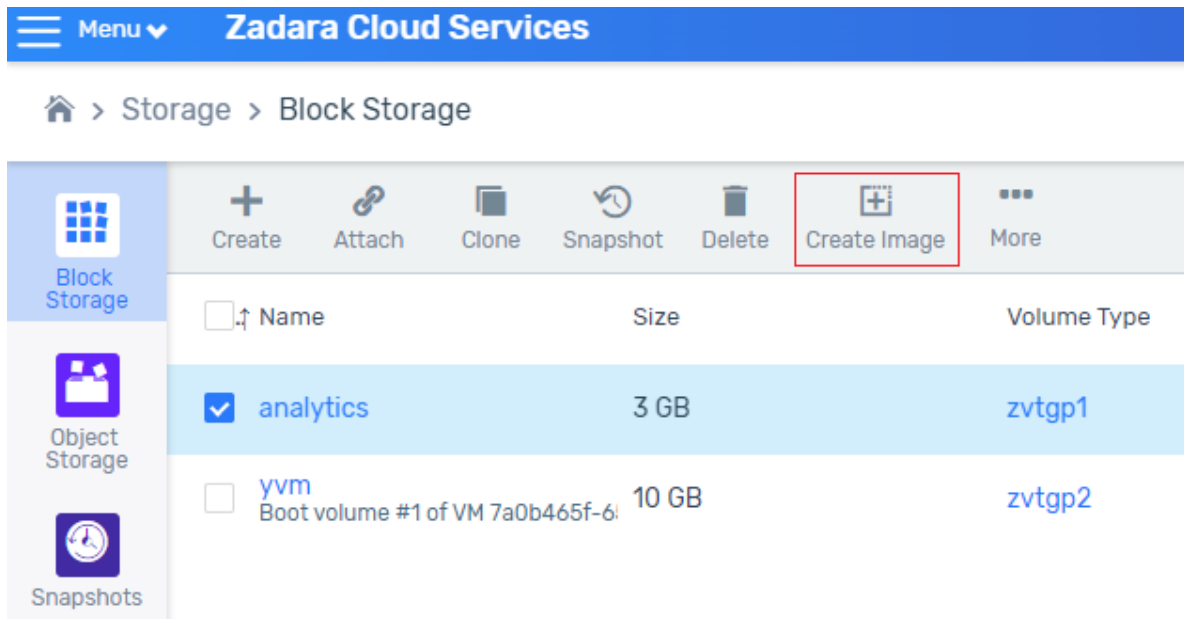 Menu Zadara Cloud Services
> Storage > Block Storage
Create Attach Clone Snapshot Delete Create Image More
Block
Storage
Name Size Volume Type
analytics 3 GB zvtgp1
Object
Storage
yvm 10 GB zvtgp2
Boot volume #1 of VM 7a0b465f-6
Snapshots